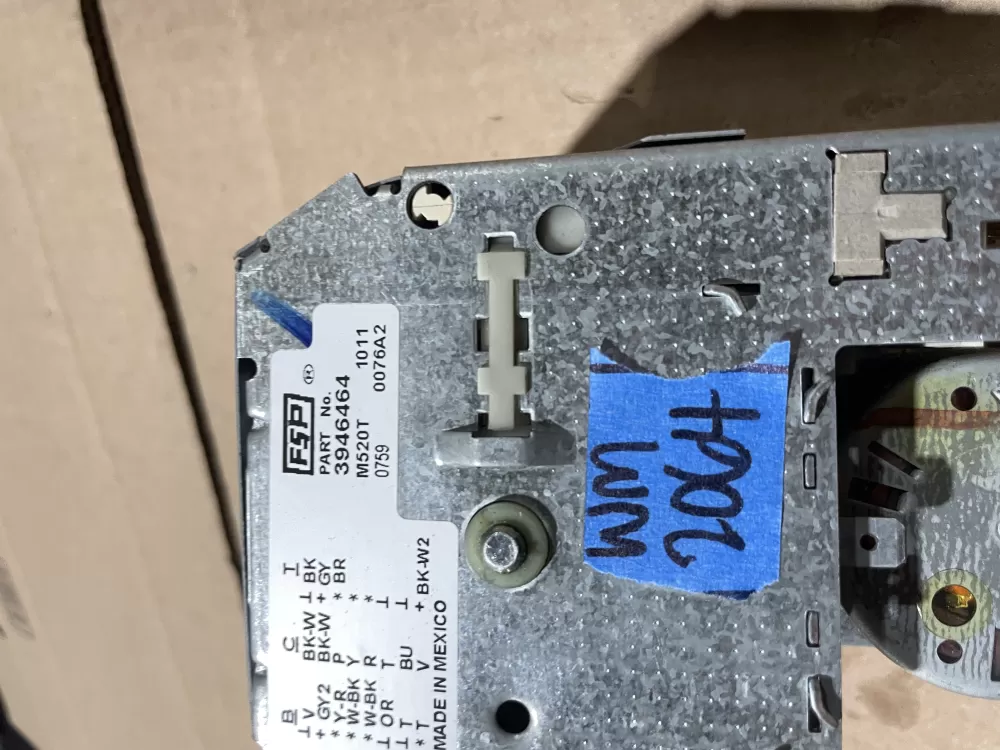 FSP ®
PART No.
3946464
M520T 1011
0759 0076A2
B C I
⊥ V BK-W ⊥ BK
+ GY2 BK-W + GY
* Y-R P * BR
* W-BK Y *
* W-BK R *
⊥ OR T ⊥
⊥ T BU ⊥
* T V + BK-W2
MADE IN MEXICO
WM
2064